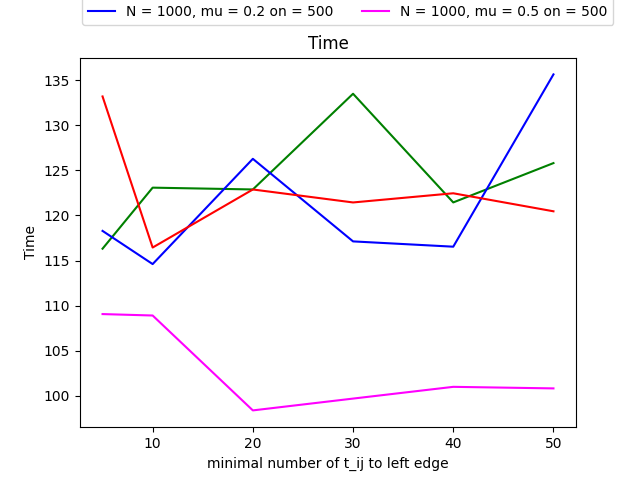 N = 1000, mu = 0.2 on = 500 N = 1000, mu = 0.5 on = 500
Time
135
130
125
120
115
110
105
100
Time
10 20 30 40 50
minimal number of t_ij to left edge